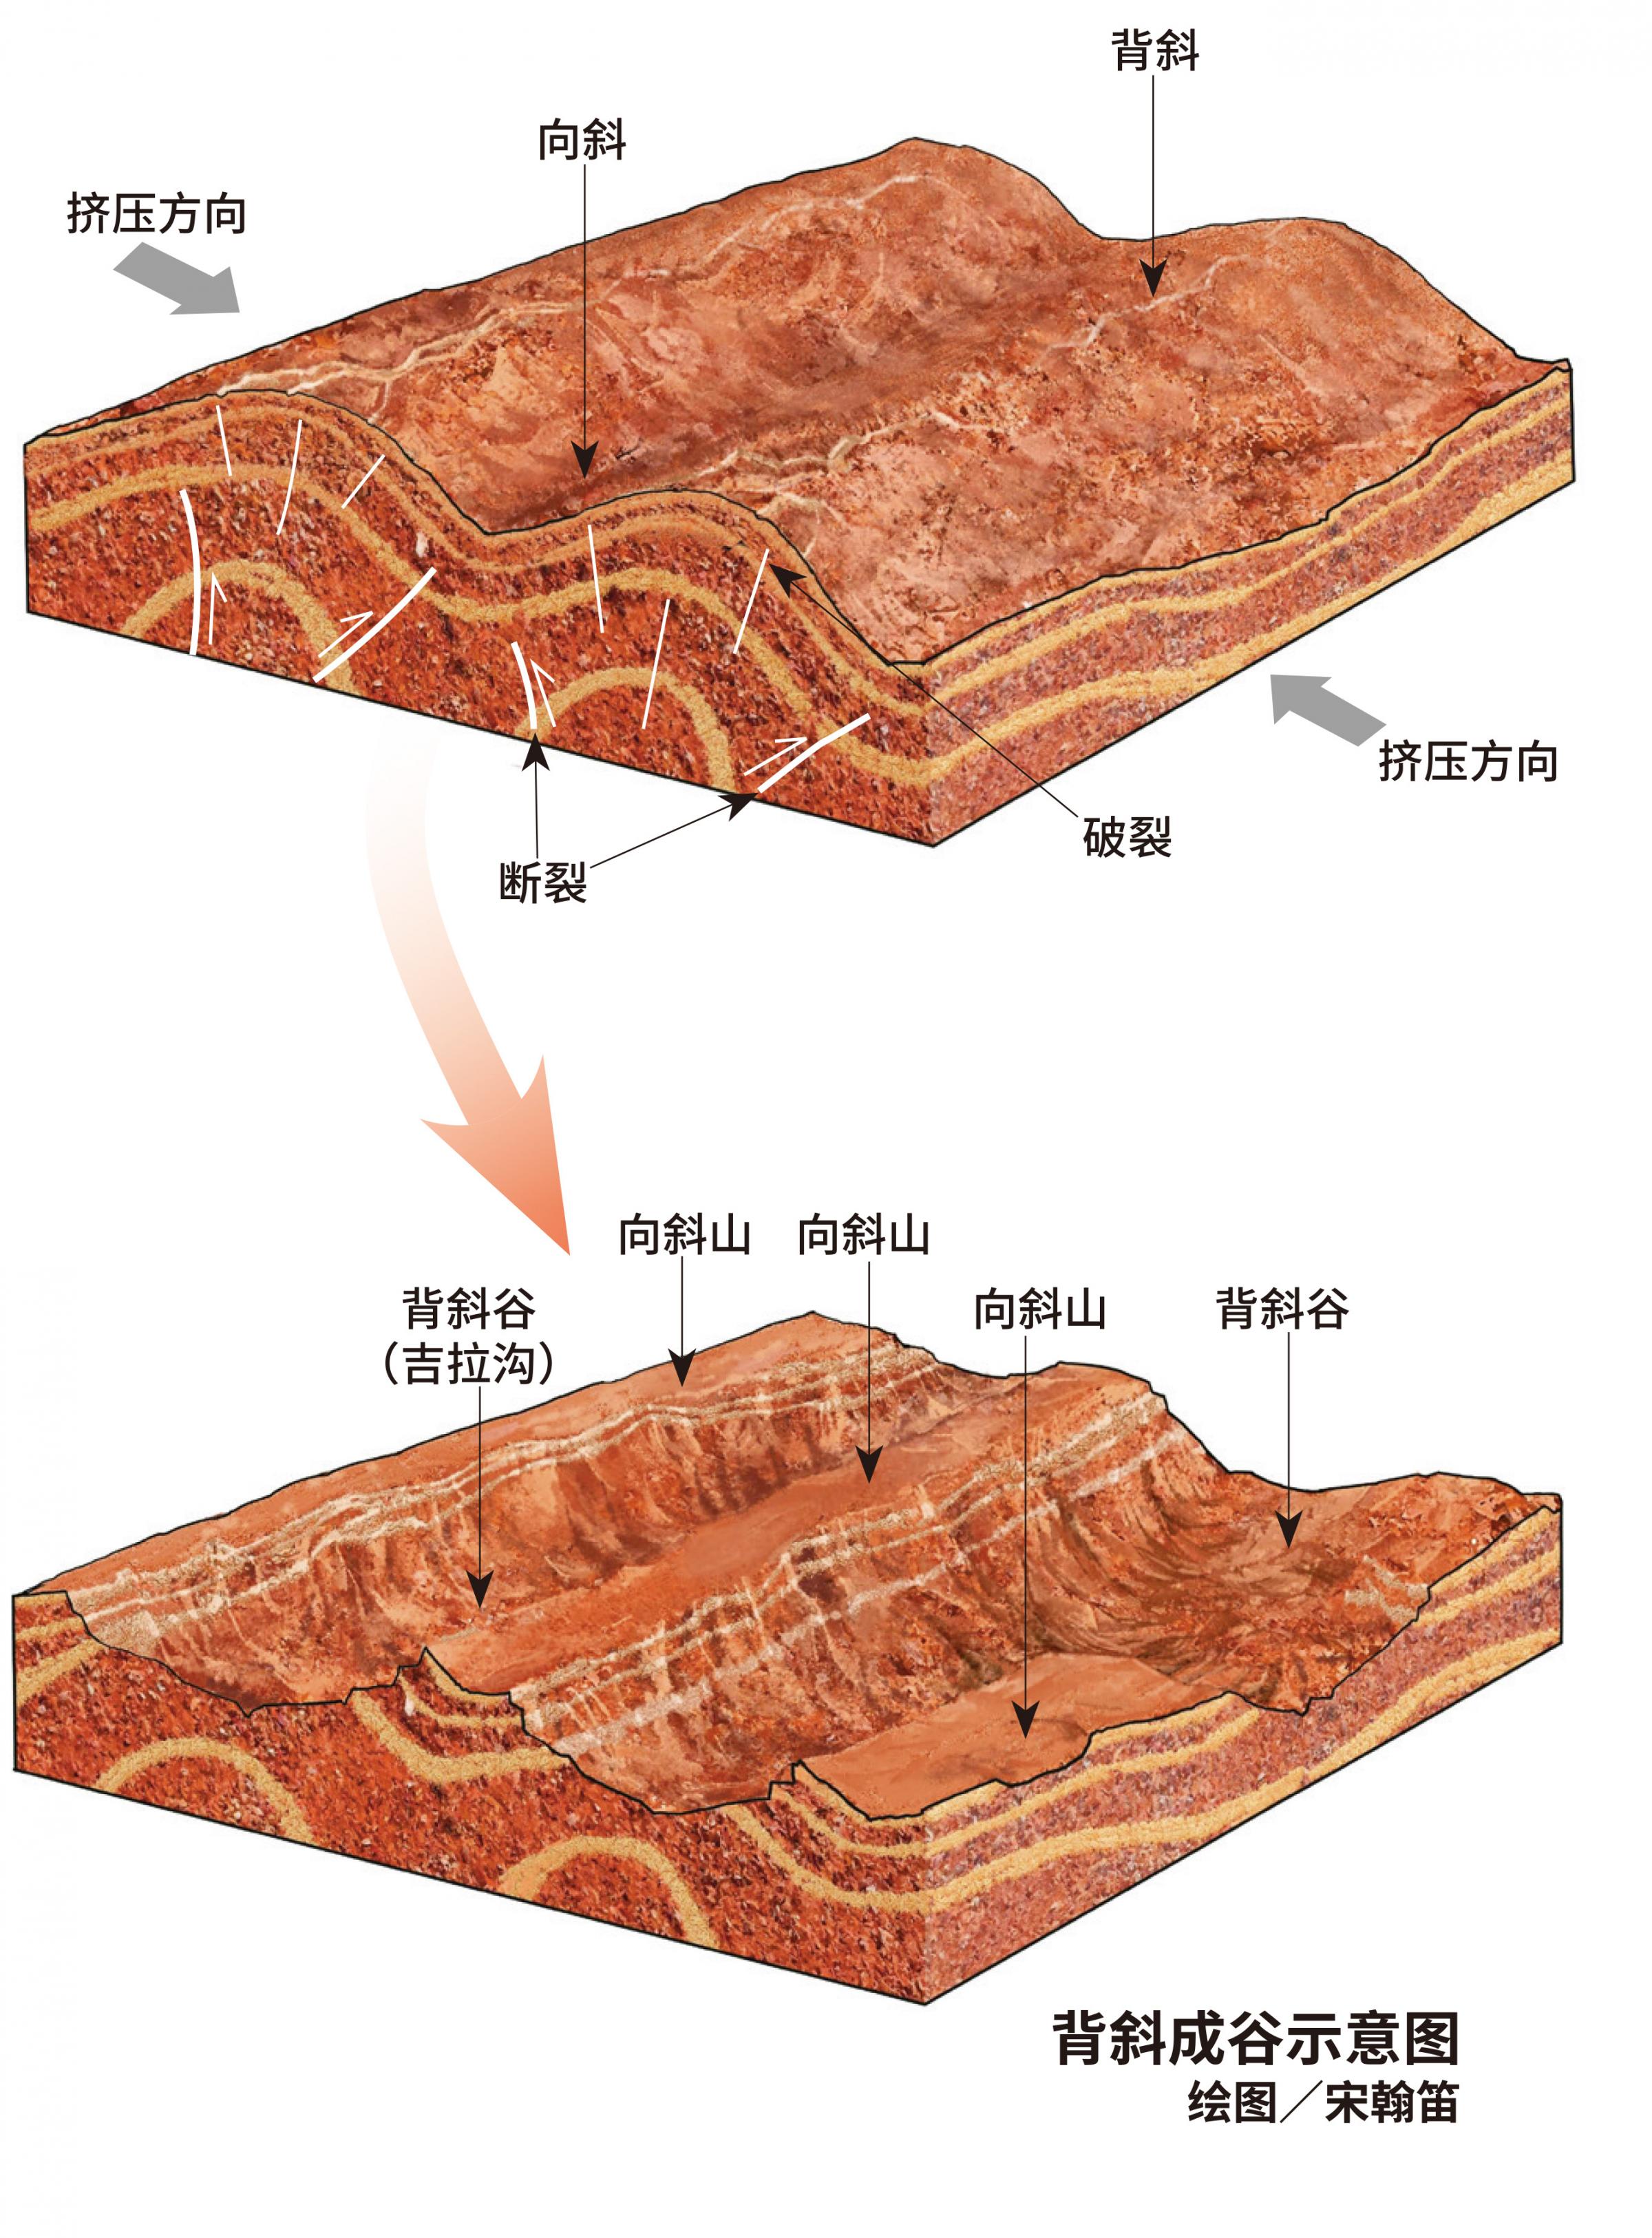 背斜
向斜
挤压方向
挤压方向
破裂
断裂
向斜山
向斜山
背斜谷
（吉拉沟）
向斜山
背斜谷
背斜成谷示意图
绘图／宋翰笛